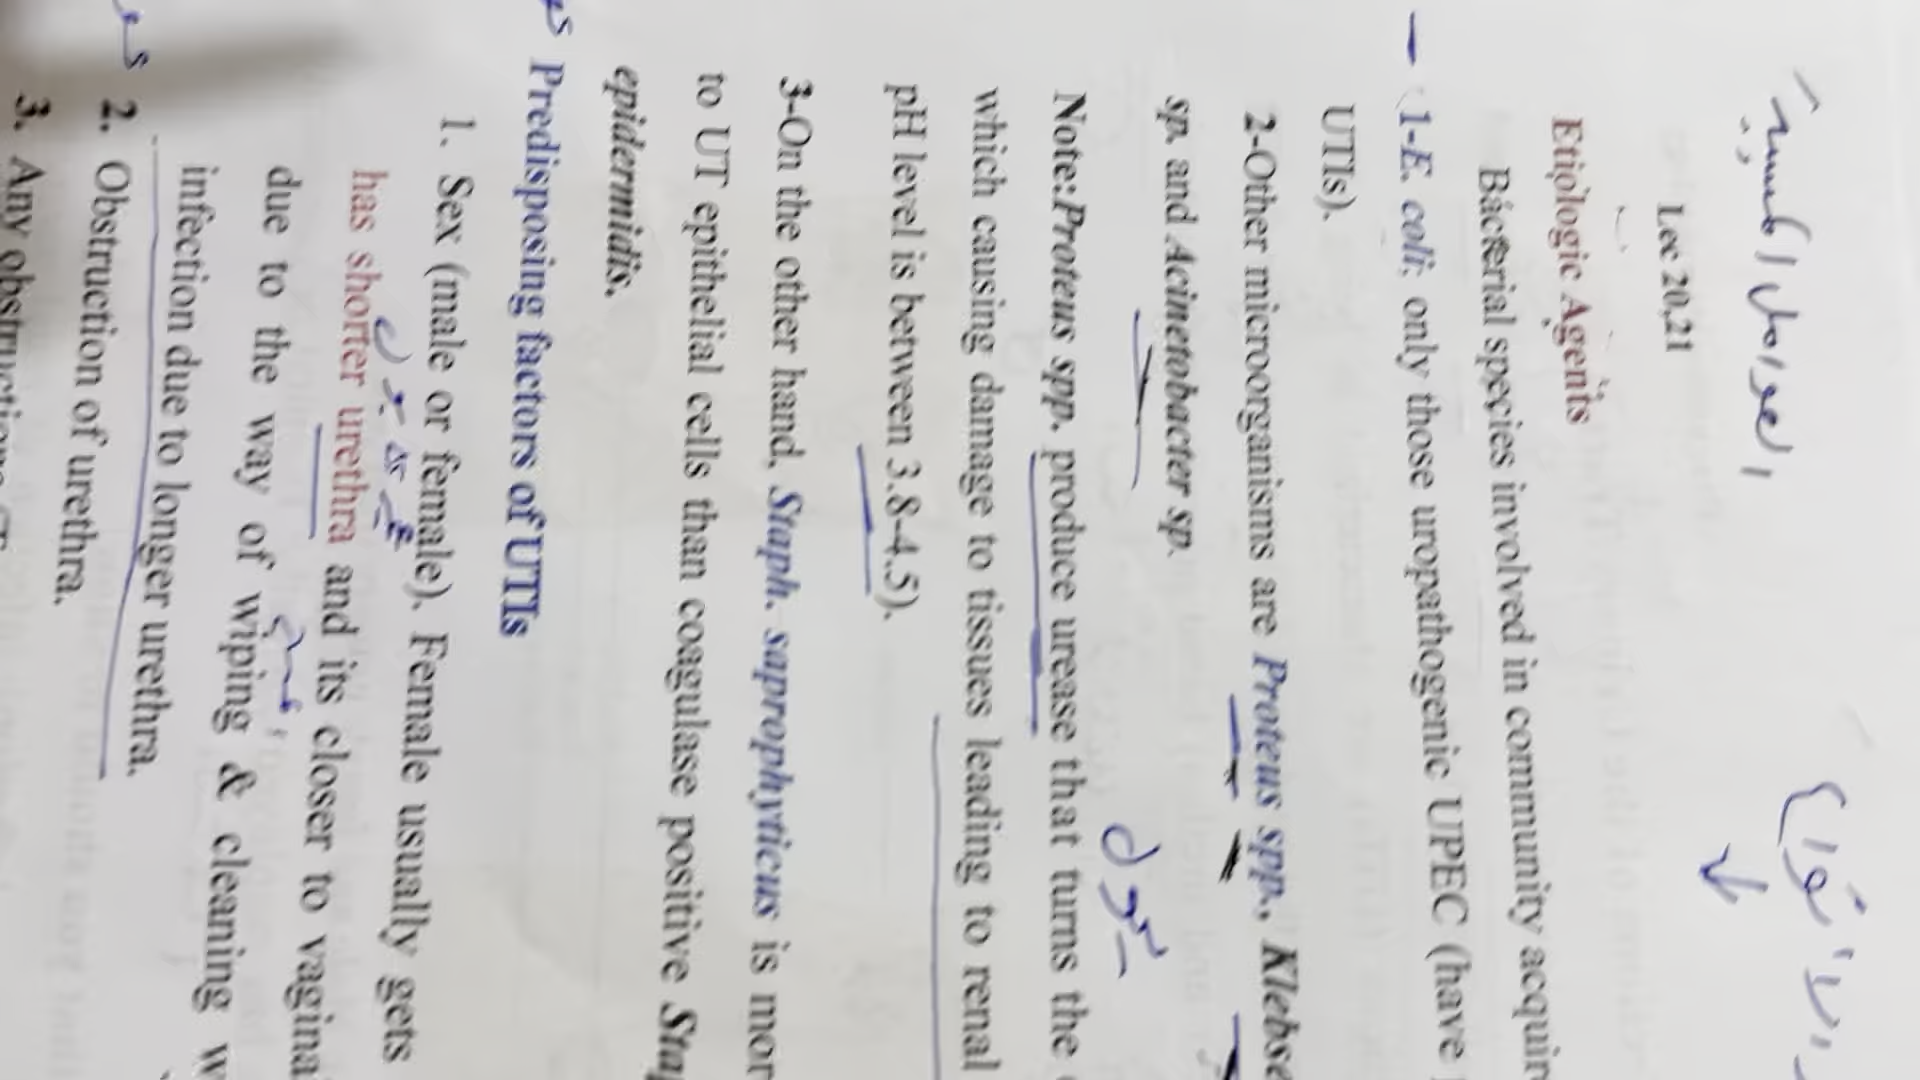 Lec 20,21
Etiologic Agents
Bacterial species involved in community acquir
1-E. coli; only those uropathogenic UPEC (have
UTIs).
2-Other microorganisms are Proteus spp., Klebse
sp. and Acinetobacter sp.
Note:Proteus spp. produce urease that turns the
which causing damage to tissues leading to renal
pH level is between 3.8-4.5).
3-On the other hand, Staph. saprophyticus is mor
to UT epithelial cells than coagulase positive Stap
epidermidis.
Predisposing factors of UTIs
1. Sex (male or female). Female usually gets
has shorter urethra and its closer to vagina
due to the way of wiping & cleaning w
infection due to longer urethra.
2. Obstruction of urethra.
3. Any obstruction